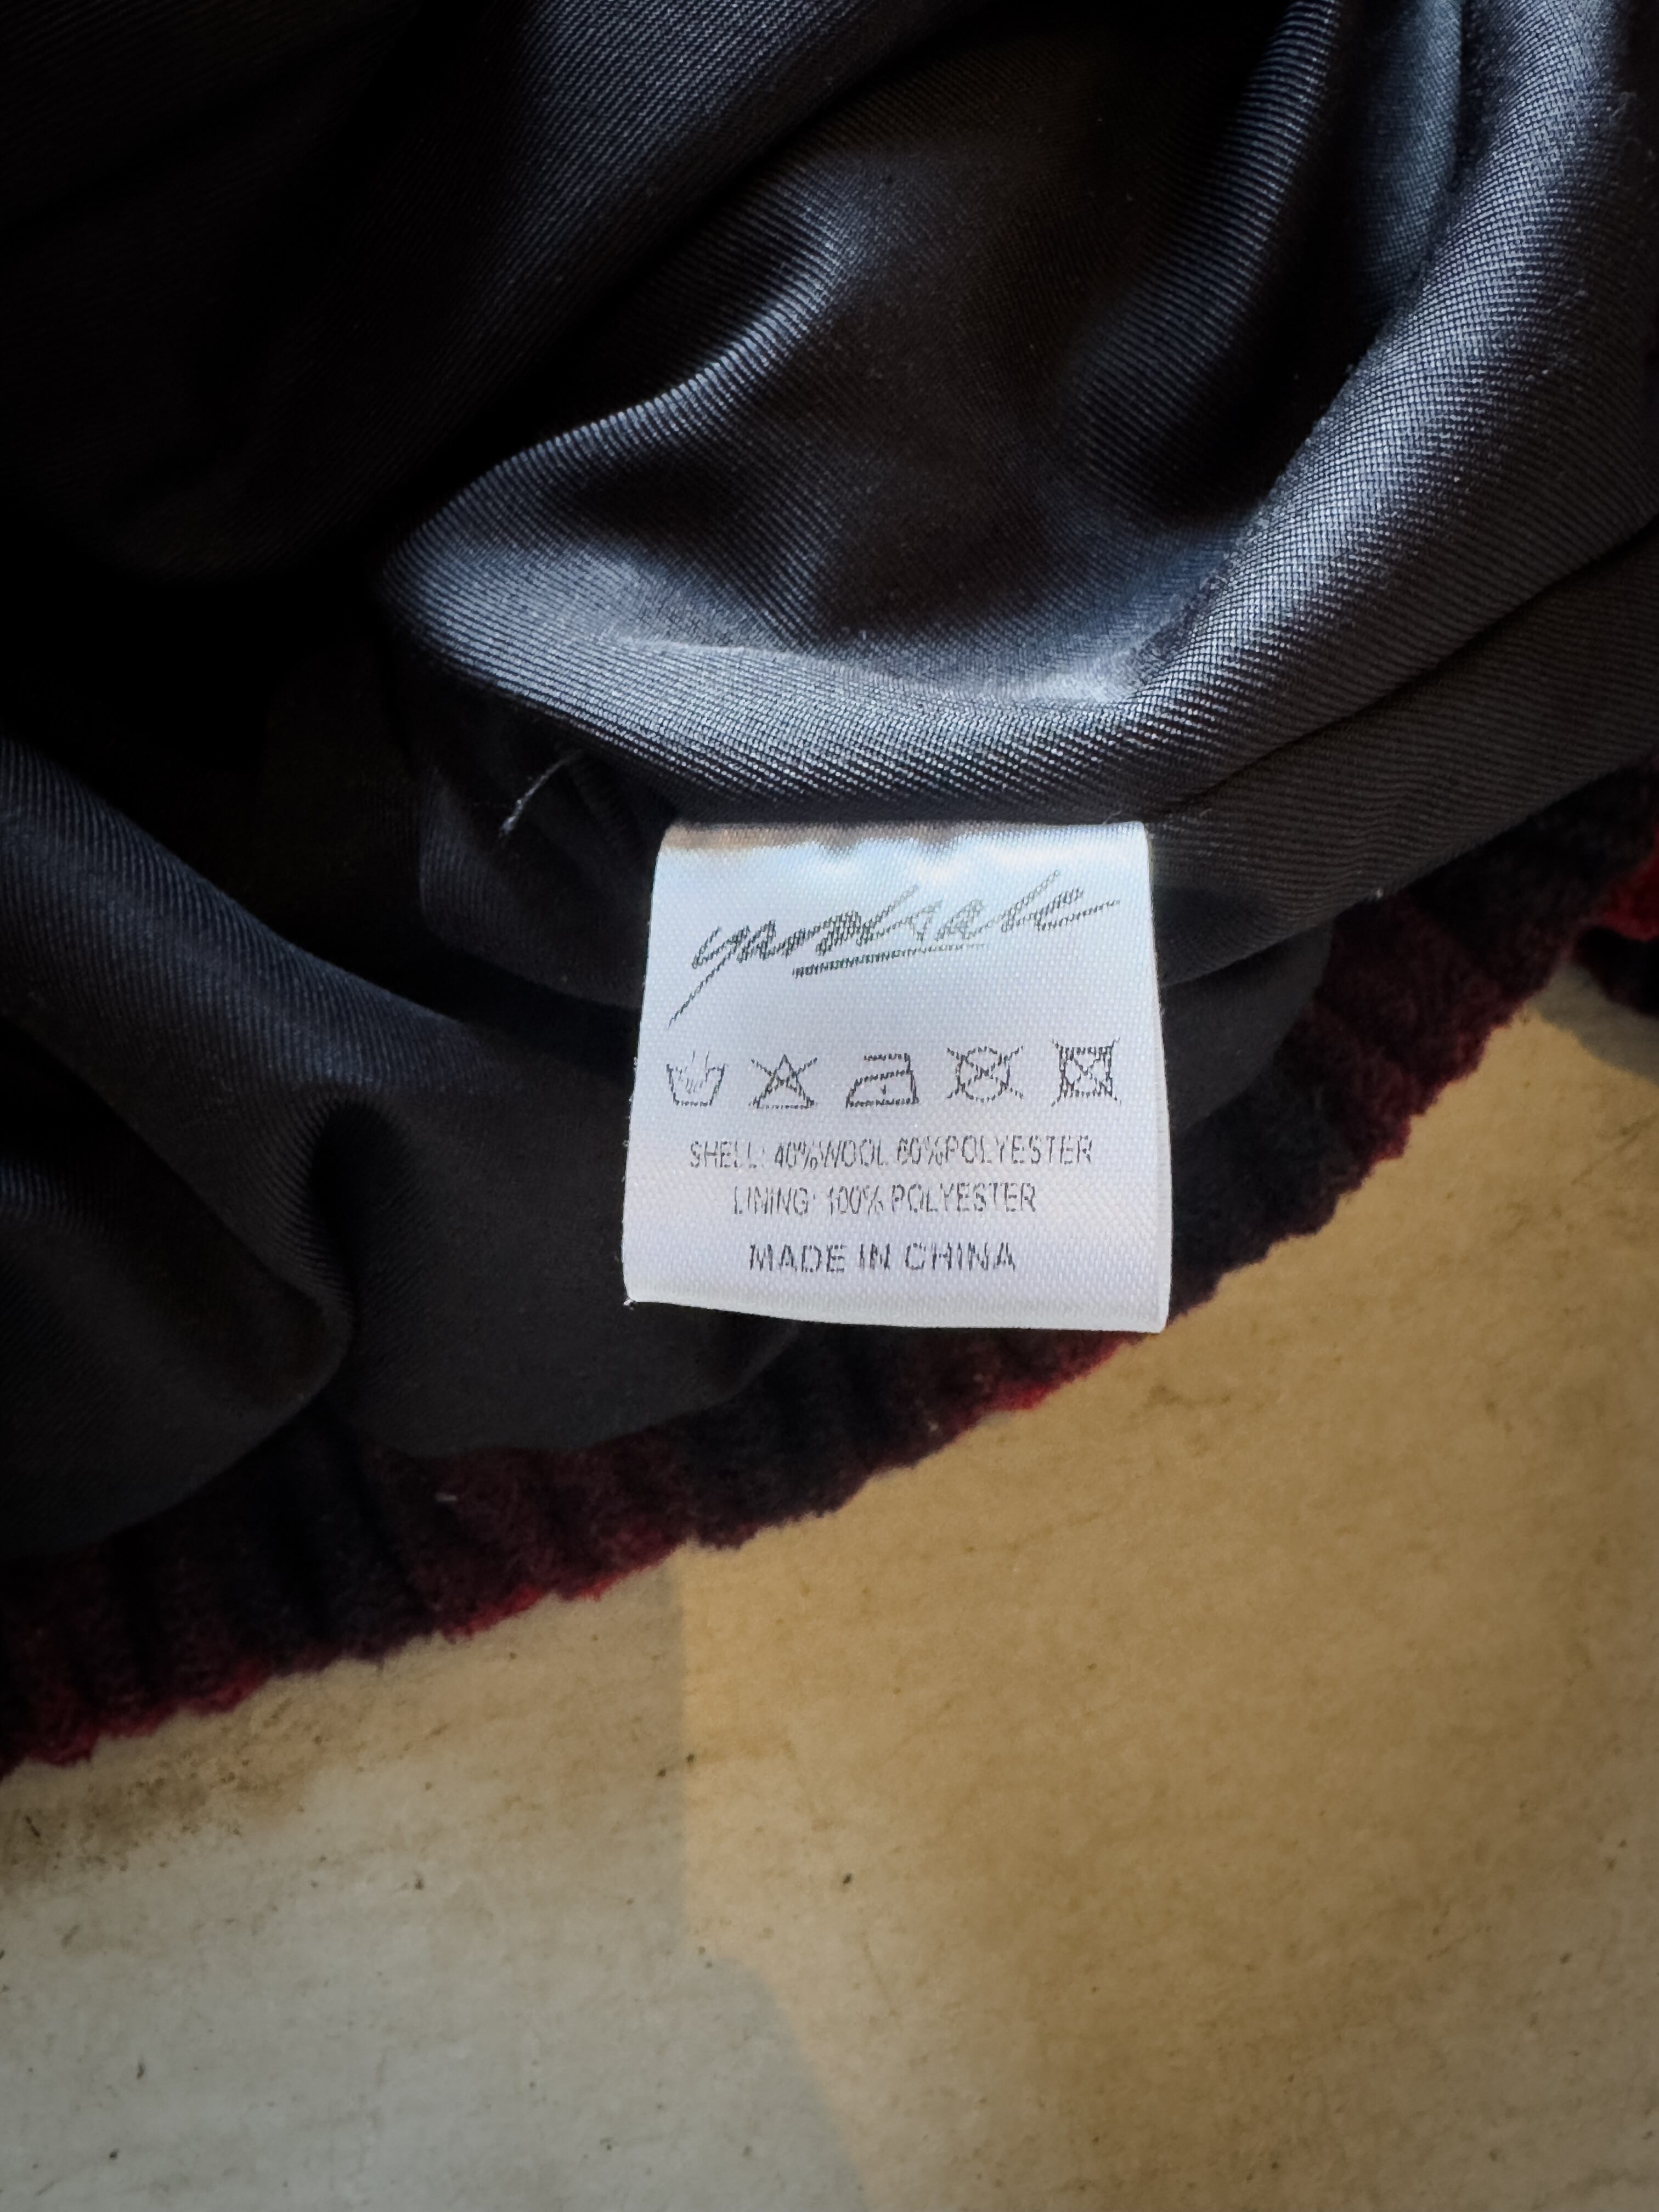 SHELL: 40%WOOL 60%POLYESTER
LINING: 100% POLYESTER
MADE IN CHINA